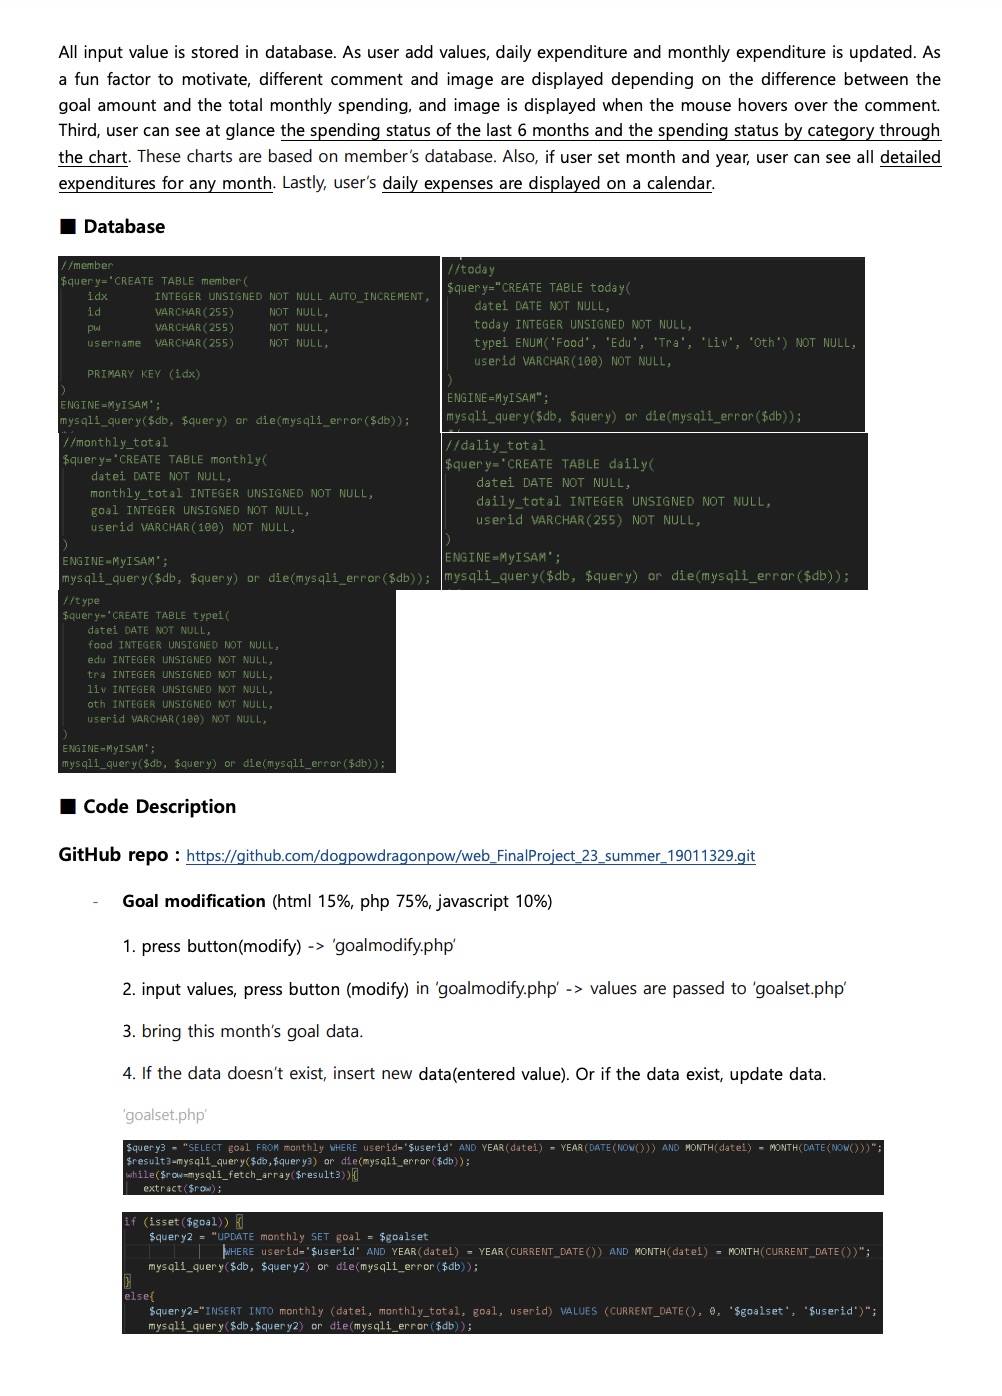 All input value is stored in database. As user add values, daily expenditure and monthly expenditure is updated. As
a fun factor to motivate, different comment and image are displayed depending on the difference between the
goal amount and the total monthly spending, and image is displayed when the mouse hovers over the comment.
Third, user can see at glance the spending status of the last 6 months and the spending status by category through
the chart. These charts are based on member's database. Also, if user set month and year, user can see all detailed
expenditures for any month. Lastly, user's daily expenses are displayed on a calendar.
■ Database
//member
$query="CREATE TABLE member(
idx INTEGER UNSIGNED NOT NULL AUTO_INCREMENT,
id VARCHAR(255) NOT NULL,
pw VARCHAR(255) NOT NULL,
username VARCHAR(255) NOT NULL,
PRIMARY KEY (idx)
)
ENGINE=MyISAM";
mysqli_query($db, $query) or die(mysqli_error($db));
//today
$query="CREATE TABLE today(
datei DATE NOT NULL,
today INTEGER UNSIGNED NOT NULL,
typei ENUM('Food', 'Edu', 'Tra', 'Liv', 'Oth') NOT NULL,
userid VARCHAR(100) NOT NULL,
)
ENGINE=MyISAM";
mysqli_query($db, $query) or die(mysqli_error($db));
//monthly_total
$query="CREATE TABLE monthly(
datei DATE NOT NULL,
monthly_total INTEGER UNSIGNED NOT NULL,
goal INTEGER UNSIGNED NOT NULL,
userid VARCHAR(100) NOT NULL,
)
ENGINE=MyISAM";
mysqli_query($db, $query) or die(mysqli_error($db));
//daliy_total
$query="CREATE TABLE daily(
datei DATE NOT NULL,
daily_total INTEGER UNSIGNED NOT NULL,
userid VARCHAR(255) NOT NULL,
)
ENGINE=MyISAM";
mysqli_query($db, $query) or die(mysqli_error($db));
//type
$query="CREATE TABLE typei(
datei DATE NOT NULL,
food INTEGER UNSIGNED NOT NULL,
edu INTEGER UNSIGNED NOT NULL,
tra INTEGER UNSIGNED NOT NULL,
liv INTEGER UNSIGNED NOT NULL,
oth INTEGER UNSIGNED NOT NULL,
userid VARCHAR(100) NOT NULL,
)
ENGINE=MyISAM";
mysqli_query($db, $query) or die(mysqli_error($db));
■ Code Description
GitHub repo : https://github.com/dogpowdragonpow/web_FinalProject_23_summer_19011329.git
- Goal modification (html 15%, php 75%, javascript 10%)
1. press button(modify) -> 'goalmodify.php'
2. input values, press button (modify) in 'goalmodify.php' -> values are passed to 'goalset.php'
3. bring this month's goal data.
4. If the data doesn't exist, insert new data(entered value). Or if the data exist, update data.
'goalset.php'
$query3 = "SELECT goal FROM monthly WHERE userid='$userid' AND YEAR(datei) = YEAR(DATE(NOW())) AND MONTH(datei) = MONTH(DATE(NOW()))";
$result3=mysqli_query($db,$query3) or die(mysqli_error($db));
while($row=mysqli_fetch_array($result3)){
extract($row);
if (isset($goal)) {
$query2 = "UPDATE monthly SET goal = $goalset
WHERE userid='$userid' AND YEAR(datei) = YEAR(CURRENT_DATE()) AND MONTH(datei) = MONTH(CURRENT_DATE())";
mysqli_query($db, $query2) or die(mysqli_error($db));
}
else{
$query2="INSERT INTO monthly (datei, monthly_total, goal, userid) VALUES (CURRENT_DATE(), 0, '$goalset', '$userid')";
mysqli_query($db,$query2) or die(mysqli_error($db));